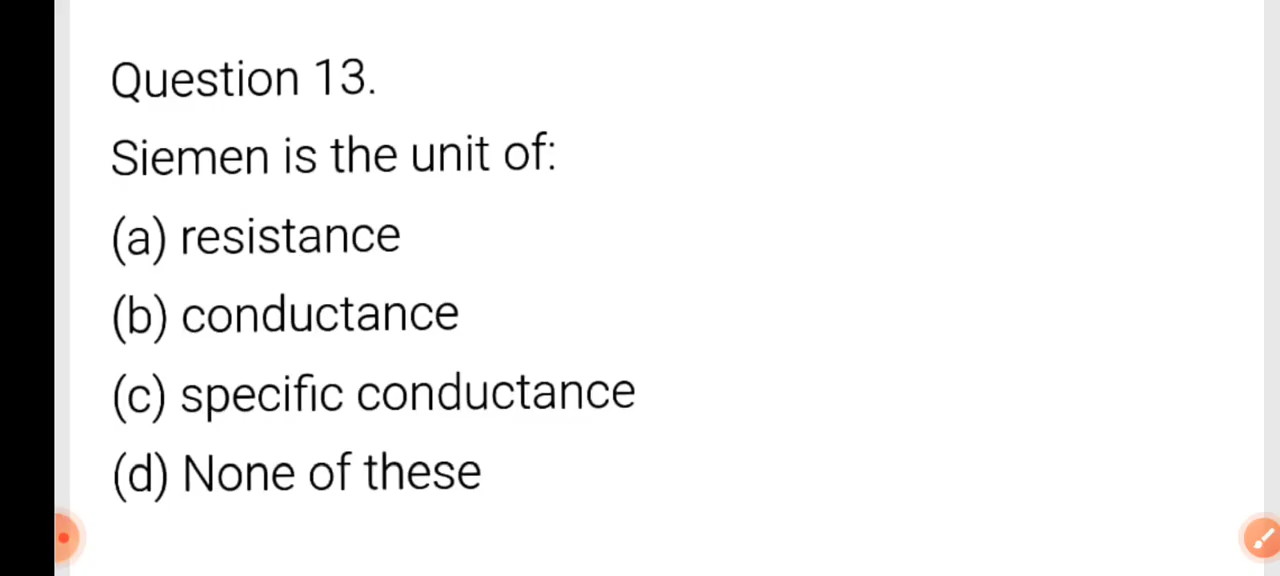 Question 13.
Siemen is the unit of:
(a) resistance
(b) conductance
(c) specific conductance
(d) None of these